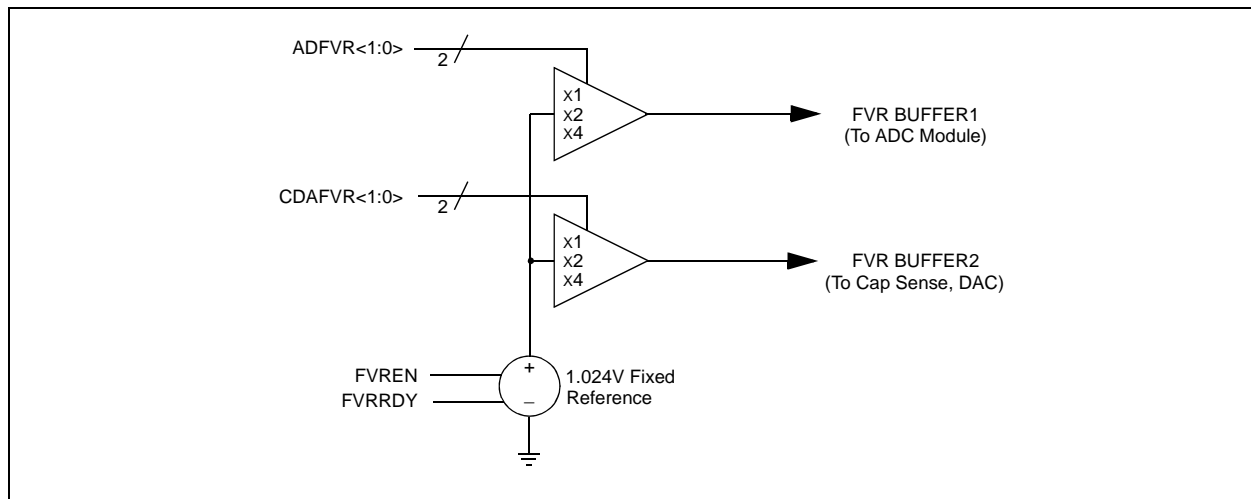 ADFVR<1:0>
2
X1
X2
X4
FVR BUFFER1
(To ADC Module)
CDAFVR<1:0>
2
X1
X2
X4
FVR BUFFER2
(To Cap Sense, DAC)
FVREN
FVRRDY
+
_
1.024V Fixed
Reference